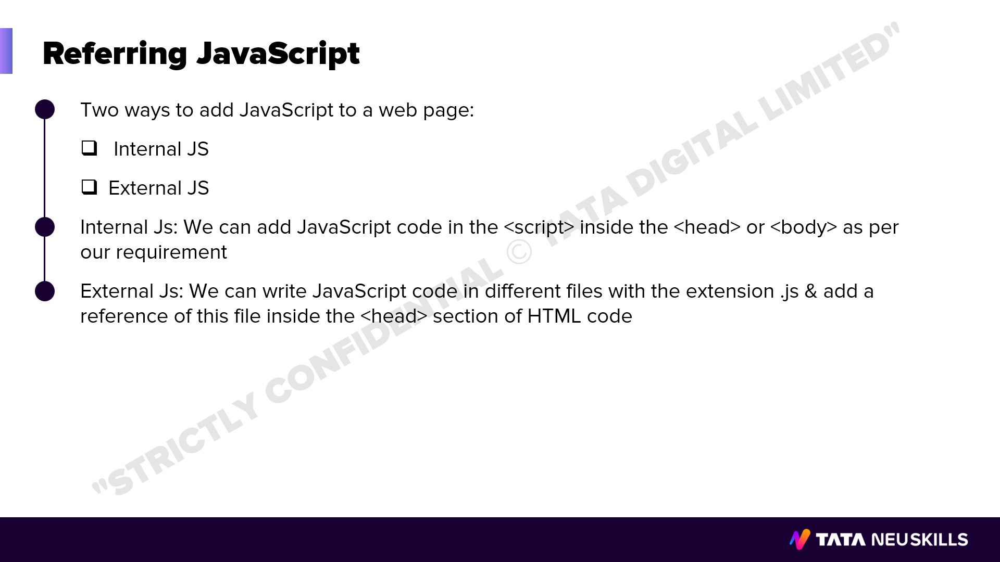 Referring JavaScript
Two ways to add JavaScript to a web page:
Internal JS
External JS
Internal Js: We can add JavaScript code in the <script> inside the <head> or <body> as per
our requirement
External Js: We can write JavaScript code in different files with the extension .js & add a
reference of this file inside the <head> section of HTML code
"STRICTLY CONFIDENTIAL © TATA DIGITAL LIMITED"
TATA NEUSKILLS